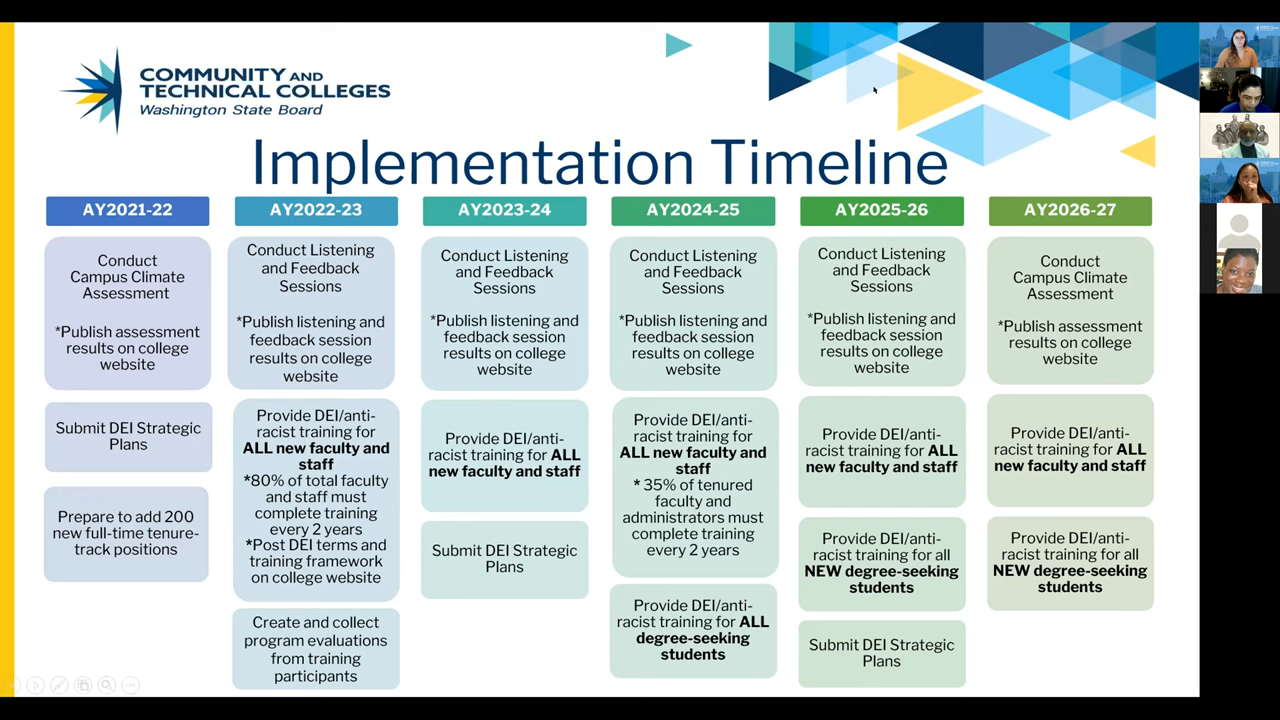 COMMUNITY AND
TECHNICAL COLLEGES
Washington State Board
Implementation Timeline
AY2021-22
Conduct
Campus Climate
Assessment
*Publish assessment
results on college
website
Submit DEI Strategic
Plans
Prepare to add 200
new full-time tenure-
track positions
AY2022-23
Conduct Listening
and Feedback
Sessions
*Publish listening and
feedback session
results on college
website
Provide DEI/anti-
racist training for
ALL new faculty and
staff
*80% of total faculty
and staff must
complete training
every 2 years
*Post DEI terms and
training framework
on college website
Create and collect
program evaluations
from training
participants
AY2023-24
Conduct Listening
and Feedback
Sessions
*Publish listening and
feedback session
results on college
website
Provide DEI/anti-
racist training for ALL
new faculty and staff
Submit DEI Strategic
Plans
AY2024-25
Conduct Listening
and Feedback
Sessions
*Publish listening and
feedback session
results on college
website
Provide DEI/anti-
racist training for
ALL new faculty and
staff
* 35% of tenured
faculty and
administrators must
complete training
every 2 years
Provide DEI/anti-
racist training for ALL
degree-seeking
students
AY2025-26
Conduct Listening
and Feedback
Sessions
*Publish listening and
feedback session
results on college
website
Provide DEI/anti-
racist training for ALL
new faculty and staff
Provide DEI/anti-
racist training for all
NEW degree-seeking
students
Submit DEI Strategic
Plans
AY2026-27
Conduct
Campus Climate
Assessment
*Publish assessment
results on college
website
Provide DEI/anti-
racist training for ALL
new faculty and staff
Provide DEI/anti-
racist training for all
NEW degree-seeking
students